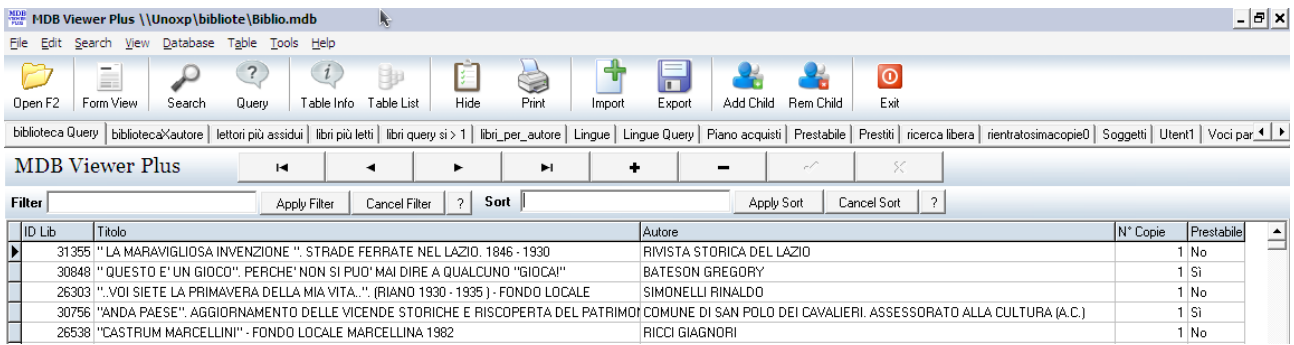 MDB Viewer Plus \\Unoxp\bibliote\Biblio.mdb
File Edit Search View Database Table Tools Help
Open F2 Form View Search Query Table Info Table List Hide Print Import Export Add Child Rem Child Exit
biblioteca Query bibliotecaXautore lettori più assidui libri più letti libri query si > 1 libri_per_autore Lingue Lingue Query Piano acquisti Prestabile Prestiti ricerca libera rientratosimacopie0 Soggetti Utent1 Voci par
MDB Viewer Plus
Filter Apply Filter Cancel Filter ? Sort Apply Sort Cancel Sort ?
ID Lib Titolo Autore N° Copie Prestabile
31355 " LA MARAVIGLIOSA INVENZIONE ". STRADE FERRATE NEL LAZIO. 1846 - 1930 RIVISTA STORICA DEL LAZIO 1 No
30848 " QUESTO E' UN GIOCO". PERCHE' NON SI PUO' MAI DIRE A QUALCUNO "GIOCA!" BATESON GREGORY 1 Sì
26303 "..VOI SIETE LA PRIMAVERA DELLA MIA VITA..". (RIANO 1930 - 1935 ) - FONDO LOCALE SIMONELLI RINALDO 1 No
30756 "ANDA PAESE". AGGIORNAMENTO DELLE VICENDE STORICHE E RISCOPERTA DEL PATRIMO COMUNE DI SAN POLO DEI CAVALIERI. ASSESSORATO ALLA CULTURA (A.C.) 1 Sì
26538 "CASTRUM MARCELLINI" - FONDO LOCALE MARCELLINA 1982 RICCI GIAGNORI 1 No